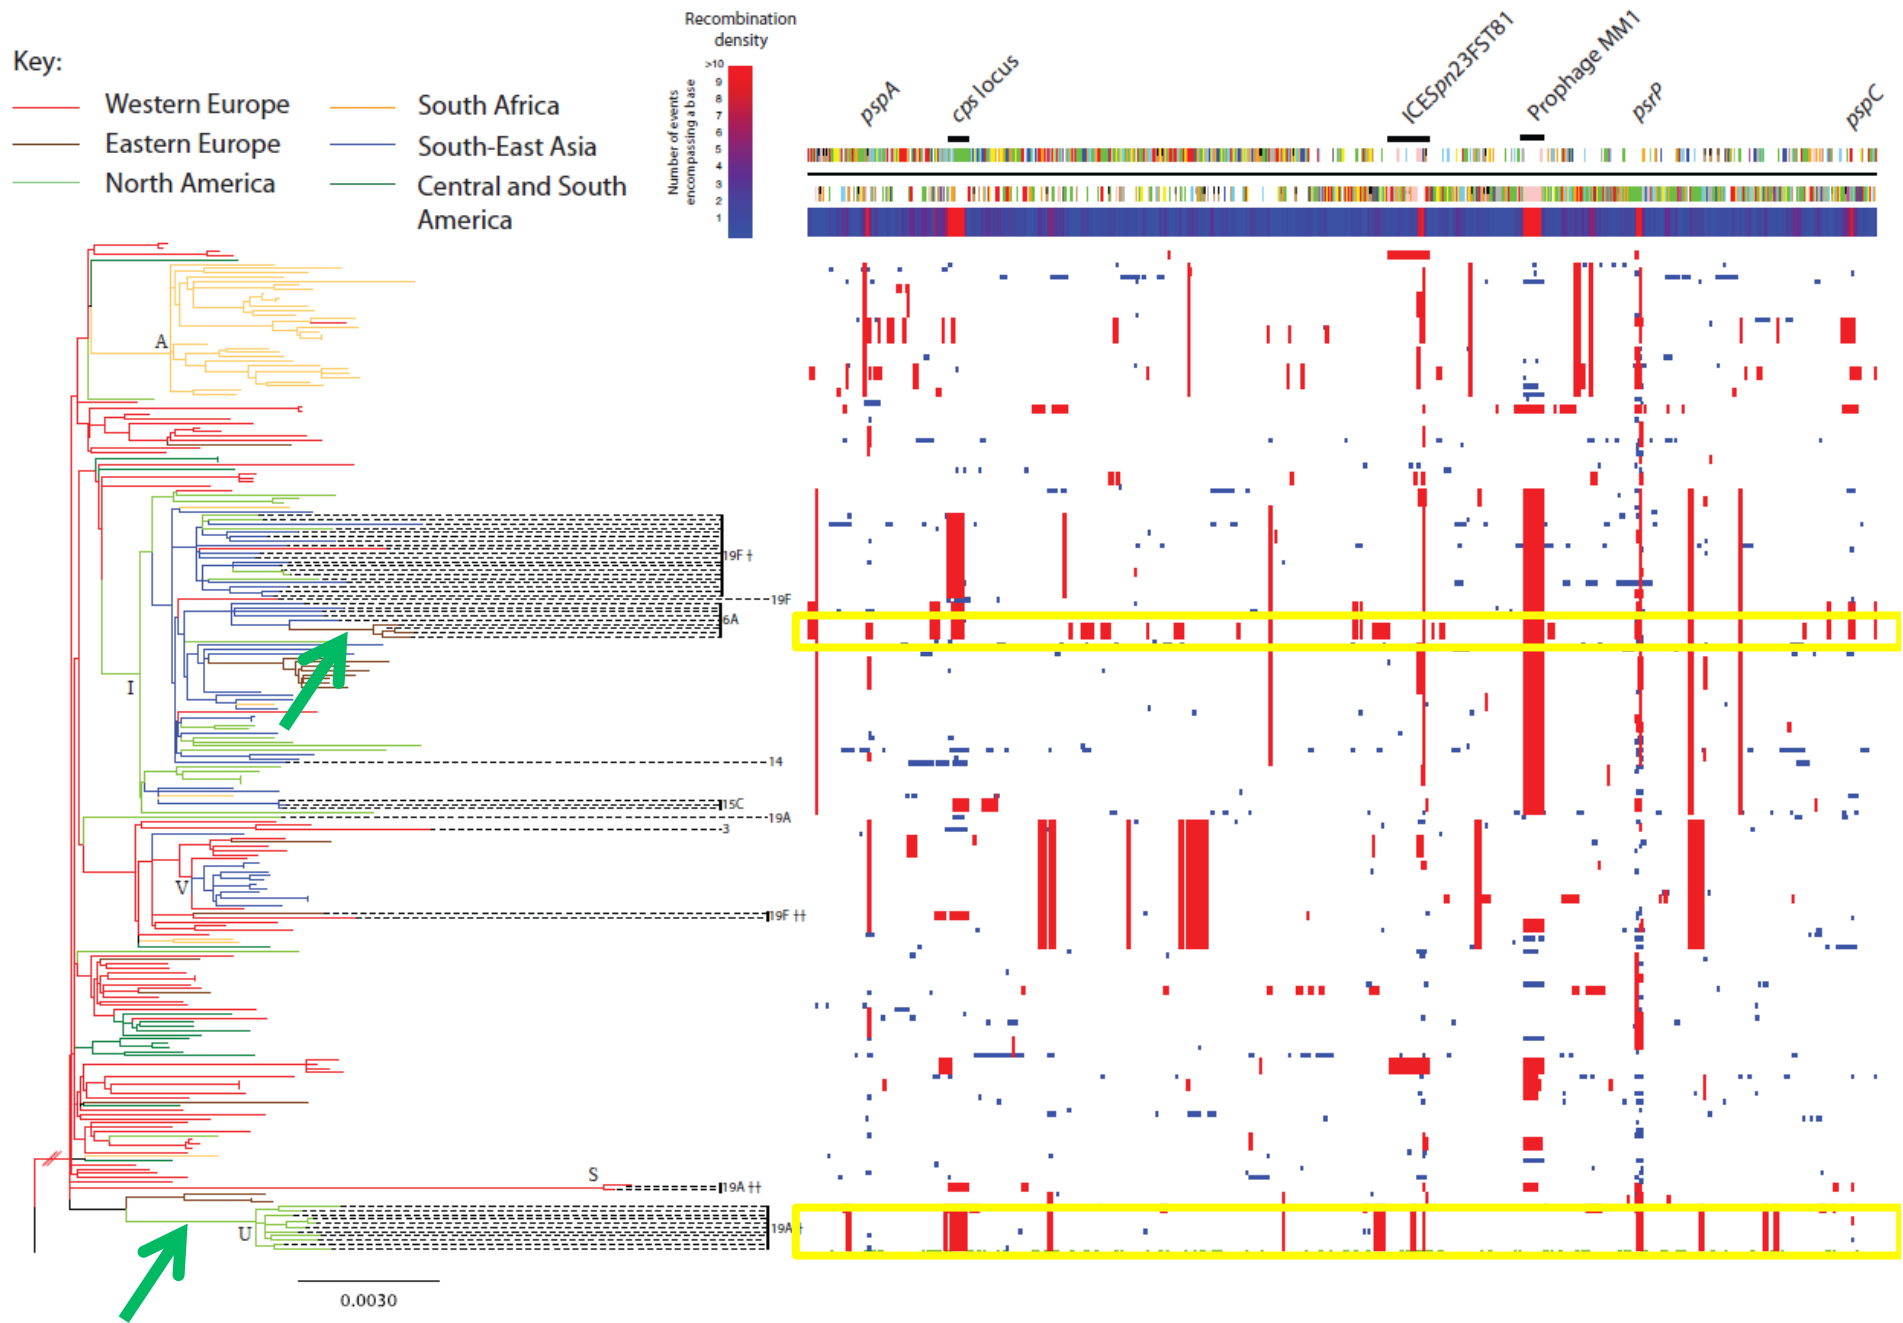 Key:
Western Europe
Eastern Europe
North America
South Africa
South-East Asia
Central and South
America
Recombination
density
Number of events
encompassing a base
>10
9
8
7
6
5
4
3
2
1
pspA
cps locus
ICESpn23FST81
Prophage MM1
psrP
pspC
A
19F †
19F
6A
I
14
15C
19A
3
V
19F ††
S
19A ††
U
19A
0.0030